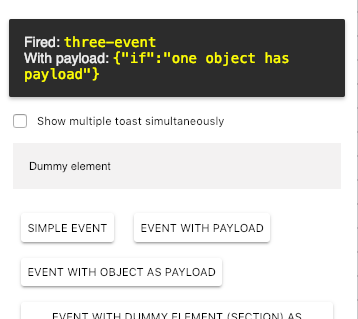 Fired: three-event
With payload: {"if":"one object has
payload"}
Show multiple toast simultaneously
Dummy element
SIMPLE EVENT
EVENT WITH PAYLOAD
EVENT WITH OBJECT AS PAYLOAD
EVENT WITH DUMMY ELEMENT (SECTION) AS